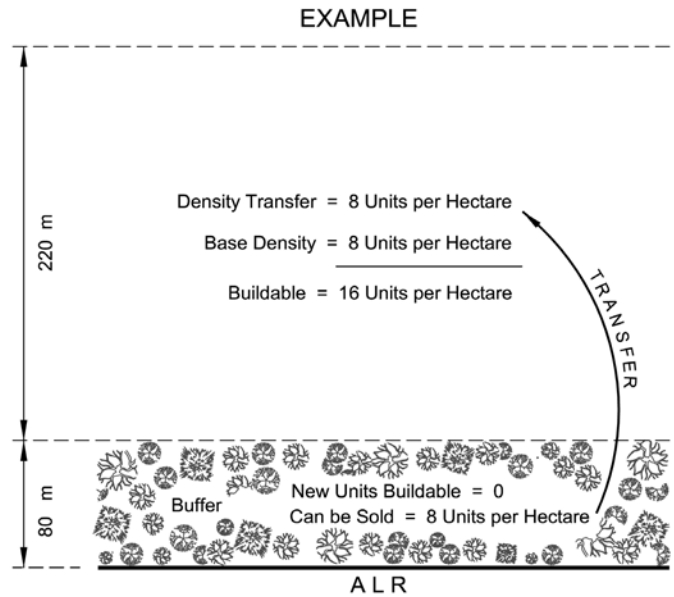 EXAMPLE
220 m
Density Transfer = 8 Units per Hectare
Base Density = 8 Units per Hectare
Buildable = 16 Units per Hectare
TRANSFER
80 m
Buffer
New Units Buildable = 0
Can be Sold = 8 Units per Hectare
ALR